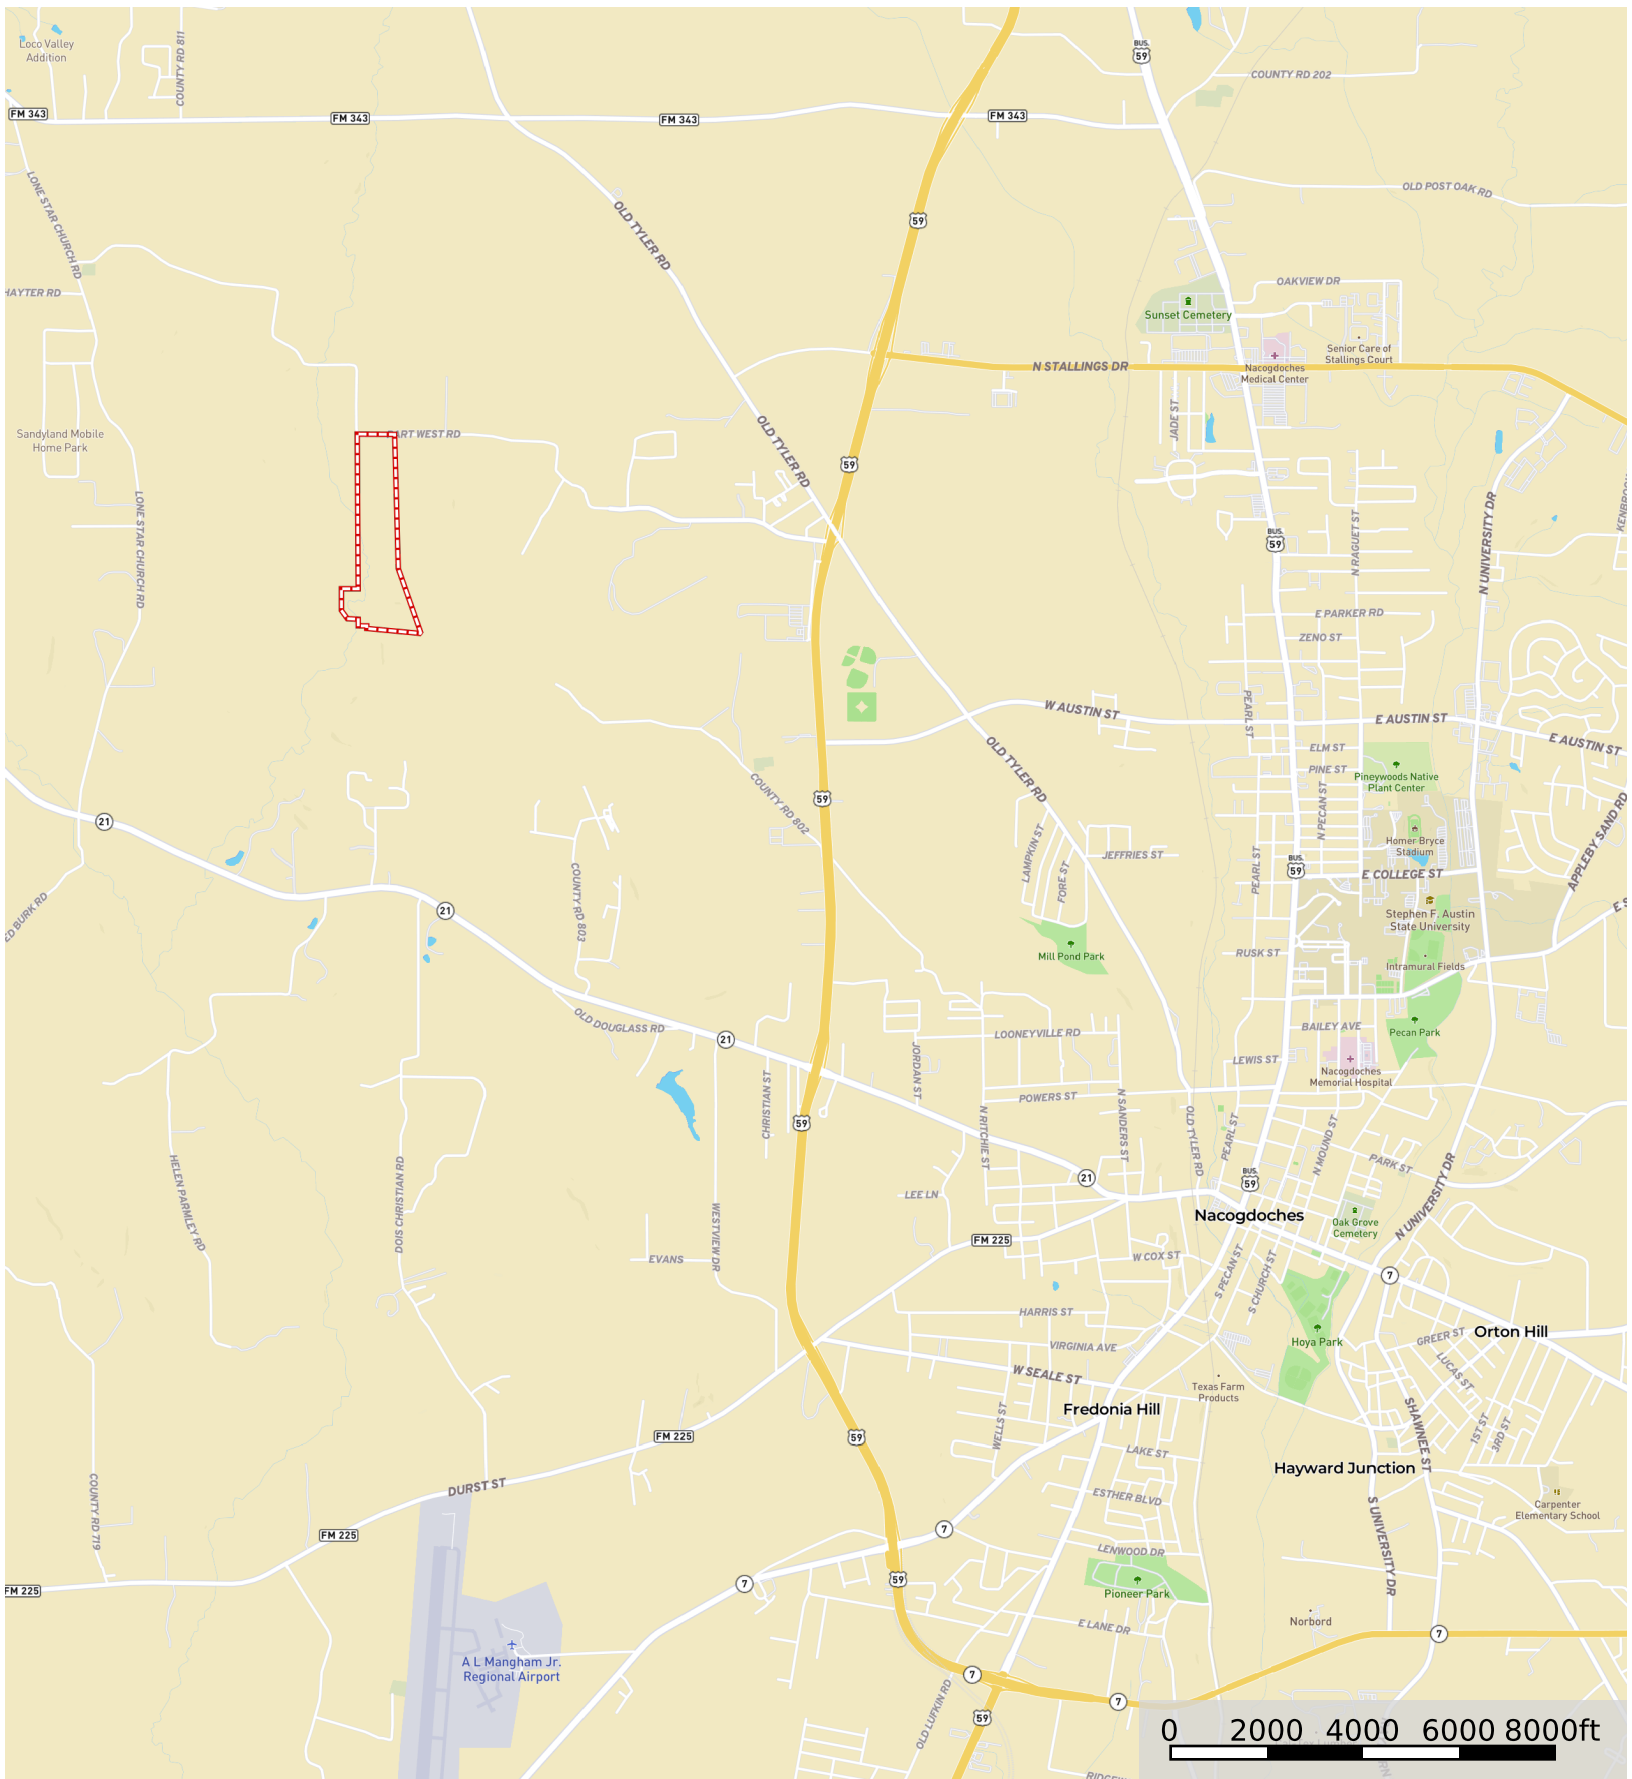 BUS.
59
Loco Valley
Addition
COUNTY RD 811
COUNTY RD 202
FM 343
FM 343
FM 343
FM 343
LONE STAR CHURCH RD
OLD POST OAK RD
OLD TYLER RD
59
HAYTER RD
OAKVIEW DR
Sunset Cemetery
Senior Care of
Stallings Court
N STALLINGS DR
Nacogdoches
Medical Center
JADE ST
Sandyland Mobile
Home Park
ART WEST RD
OLD TYLER RD
59
LONE STAR CHURCH RD
N UNIVERSITY DR
BUS.
59
N RAGUET ST
E PARKER RD
ZENO ST
PEARL ST
W AUSTIN ST
E AUSTIN ST
E AUSTIN ST
ELM ST
PINE ST
Pineywoods Native
Plant Center
OLD TYLER RD
COUNTY RD 802
59
N PECAN ST
APPLEBY SAND RD
21
Homer Bryce
Stadium
LAMPKIN ST
JEFFRIES ST
FORE ST
PEARL ST
BUS.
59
E COLLEGE ST
COUNTY RD 803
21
ED BURK RD
Stephen F. Austin
State University
Mill Pond Park
RUSK ST
Intramural Fields
OLD DOUGLASS RD
21
LOONEYVILLE RD
BAILEY AVE
Pecan Park
JORDAN ST
LEWIS ST
Nacogdoches
Memorial Hospital
CHRISTIAN ST
59
POWERS ST
N RITCHIE ST
N SANDERS ST
OLD TYLER RD
PEARL ST
N MOUND ST
PARK ST
HELEN PARMLEY RD
DOIS CHRISTIAN RD
WESTVIEW DR
21
BUS.
59
LEE LN
Nacogdoches
N UNIVERSITY DR
Oak Grove
Cemetery
FM 225
EVANS
W COX ST
S PECAN ST
S CHURCH ST
7
HARRIS ST
VIRGINIA AVE
Hoya Park
GREER ST
Orton Hill
LUCAS ST
W SEALE ST
Texas Farm
Products
Fredonia Hill
WELLS ST
SHAWNEE ST
1ST ST
3RD ST
FM 225
59
LAKE ST
Hayward Junction
DURST ST
COUNTY RD 719
ESTHER BLVD
S UNIVERSITY DR
Carpenter
Elementary School
FM 225
7
LENWOOD DR
FM 225
7
59
Pioneer Park
Norbord
E LANE DR
7
A L Mangham Jr.
Regional Airport
7
OLD LUFKIN RD
7
59
0 2000 4000 6000 8000ft